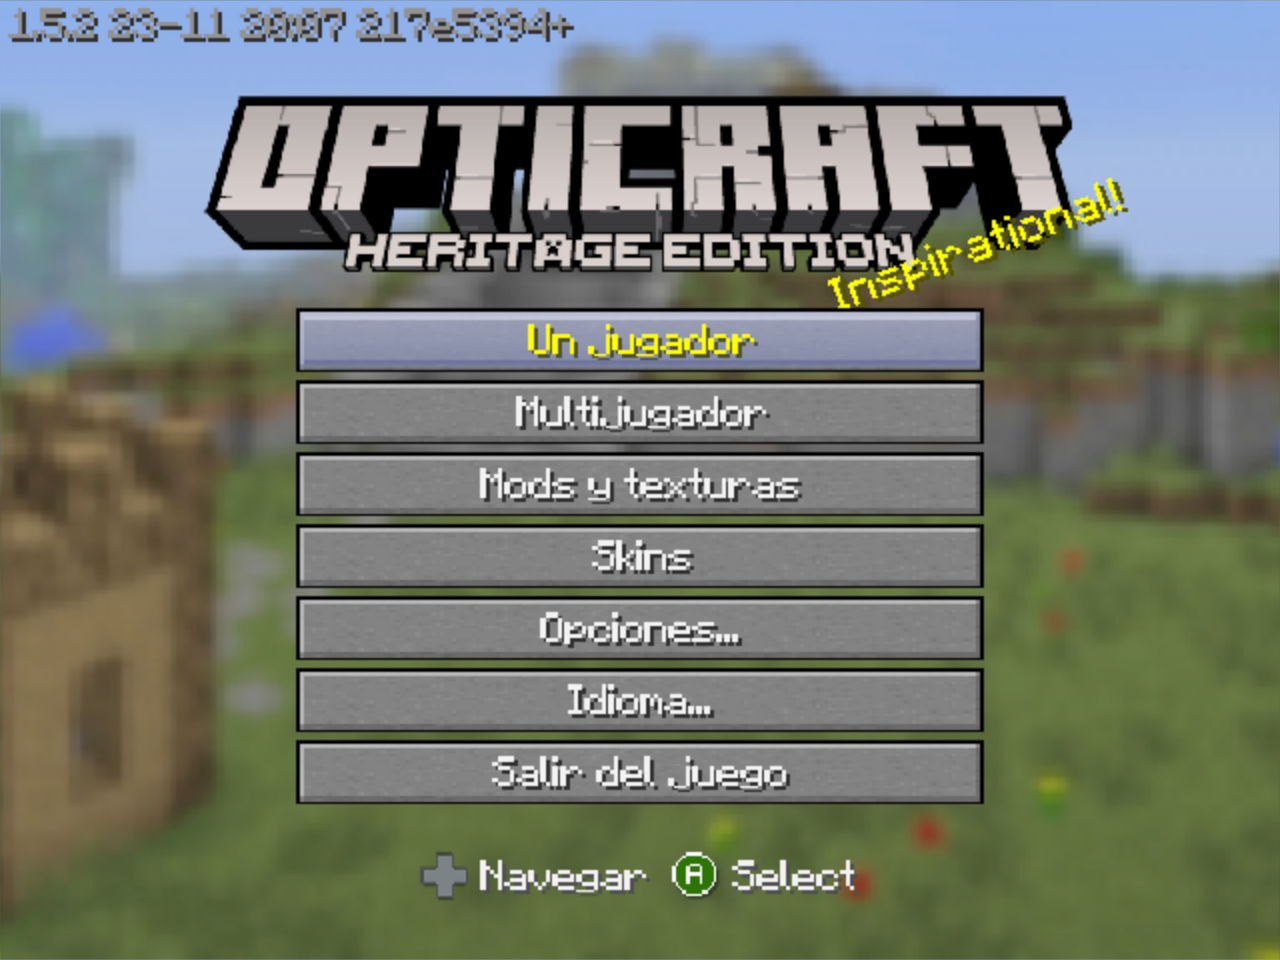 1.5.2 23-11 20:07 217e5394+
OPTICRAFT
HERITAGE EDITION
Inspirational!
Un jugador
Multijugador
Mods y texturas
Skins
Opciones...
Idioma...
Salir del juego
Navegar A Select